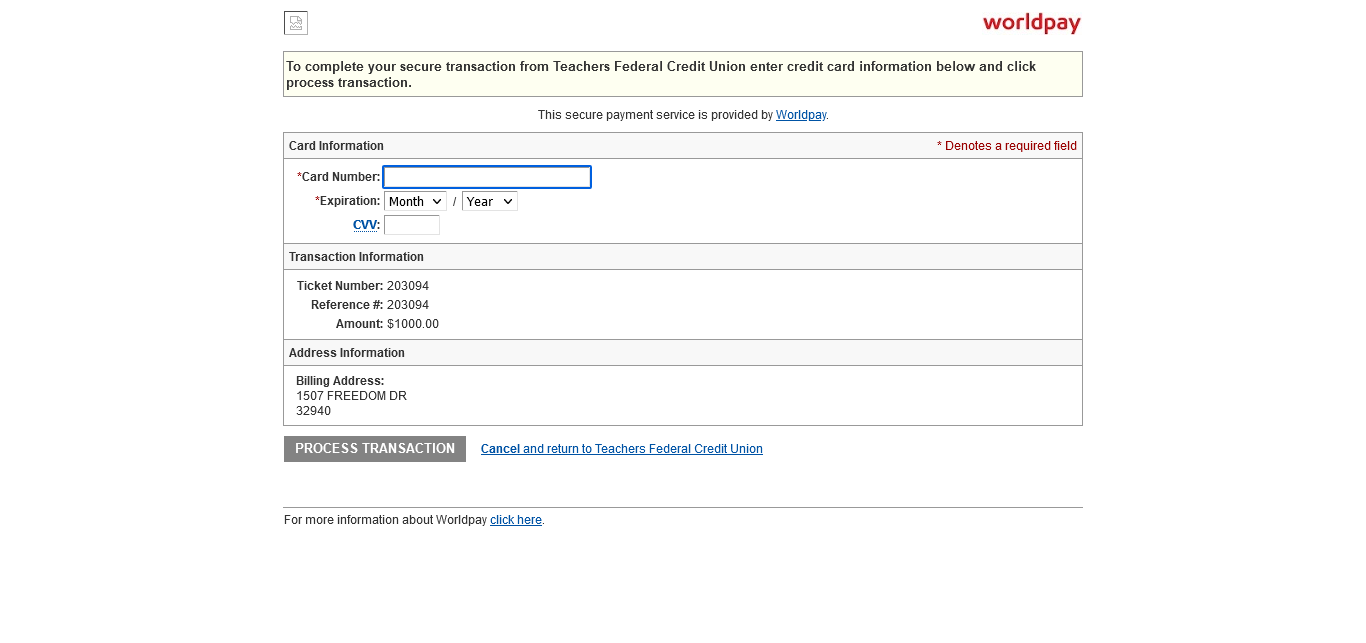 worldpay
To complete your secure transaction from Teachers Federal Credit Union enter credit card information below and click
process transaction.
This secure payment service is provided by Worldpay.
Card Information * Denotes a required field
*Card Number:
*Expiration: Month / Year
CVV:
Transaction Information
Ticket Number: 203094
Reference #: 203094
Amount: $1000.00
Address Information
Billing Address:
1507 FREEDOM DR
32940
PROCESS TRANSACTION Cancel and return to Teachers Federal Credit Union
For more information about Worldpay click here.